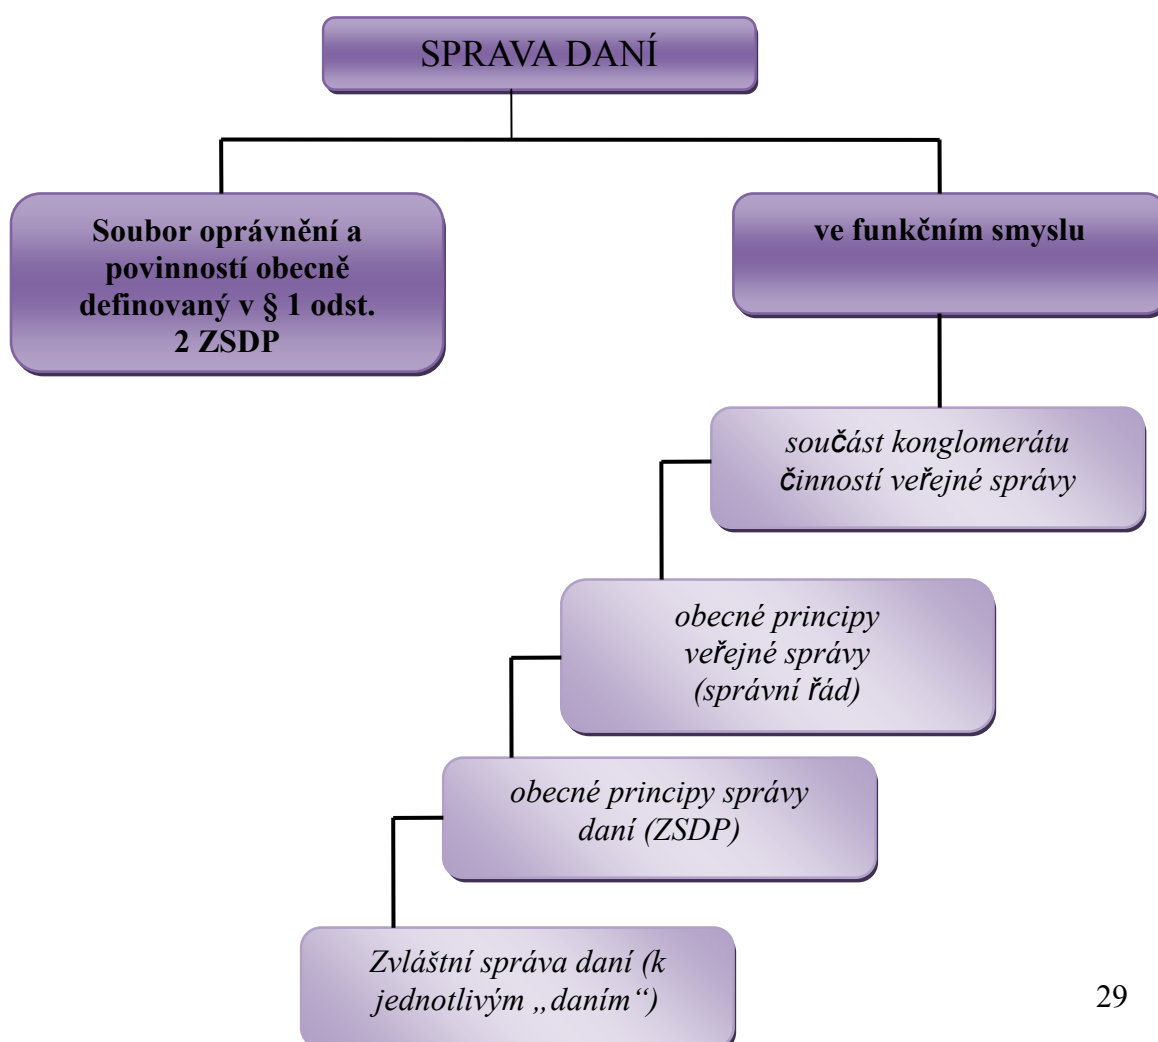 SPRAVA DANÍ
Soubor oprávnění a
povinností obecně
definovaný v § 1 odst.
2 ZSDP
ve funkčním smyslu
součást konglomerátu
činností veřejné správy
obecné principy
veřejné správy
(správní řád)
obecné principy správy
daní (ZSDP)
Zvláštní správa daní (k
jednotlivým „daním“)
29